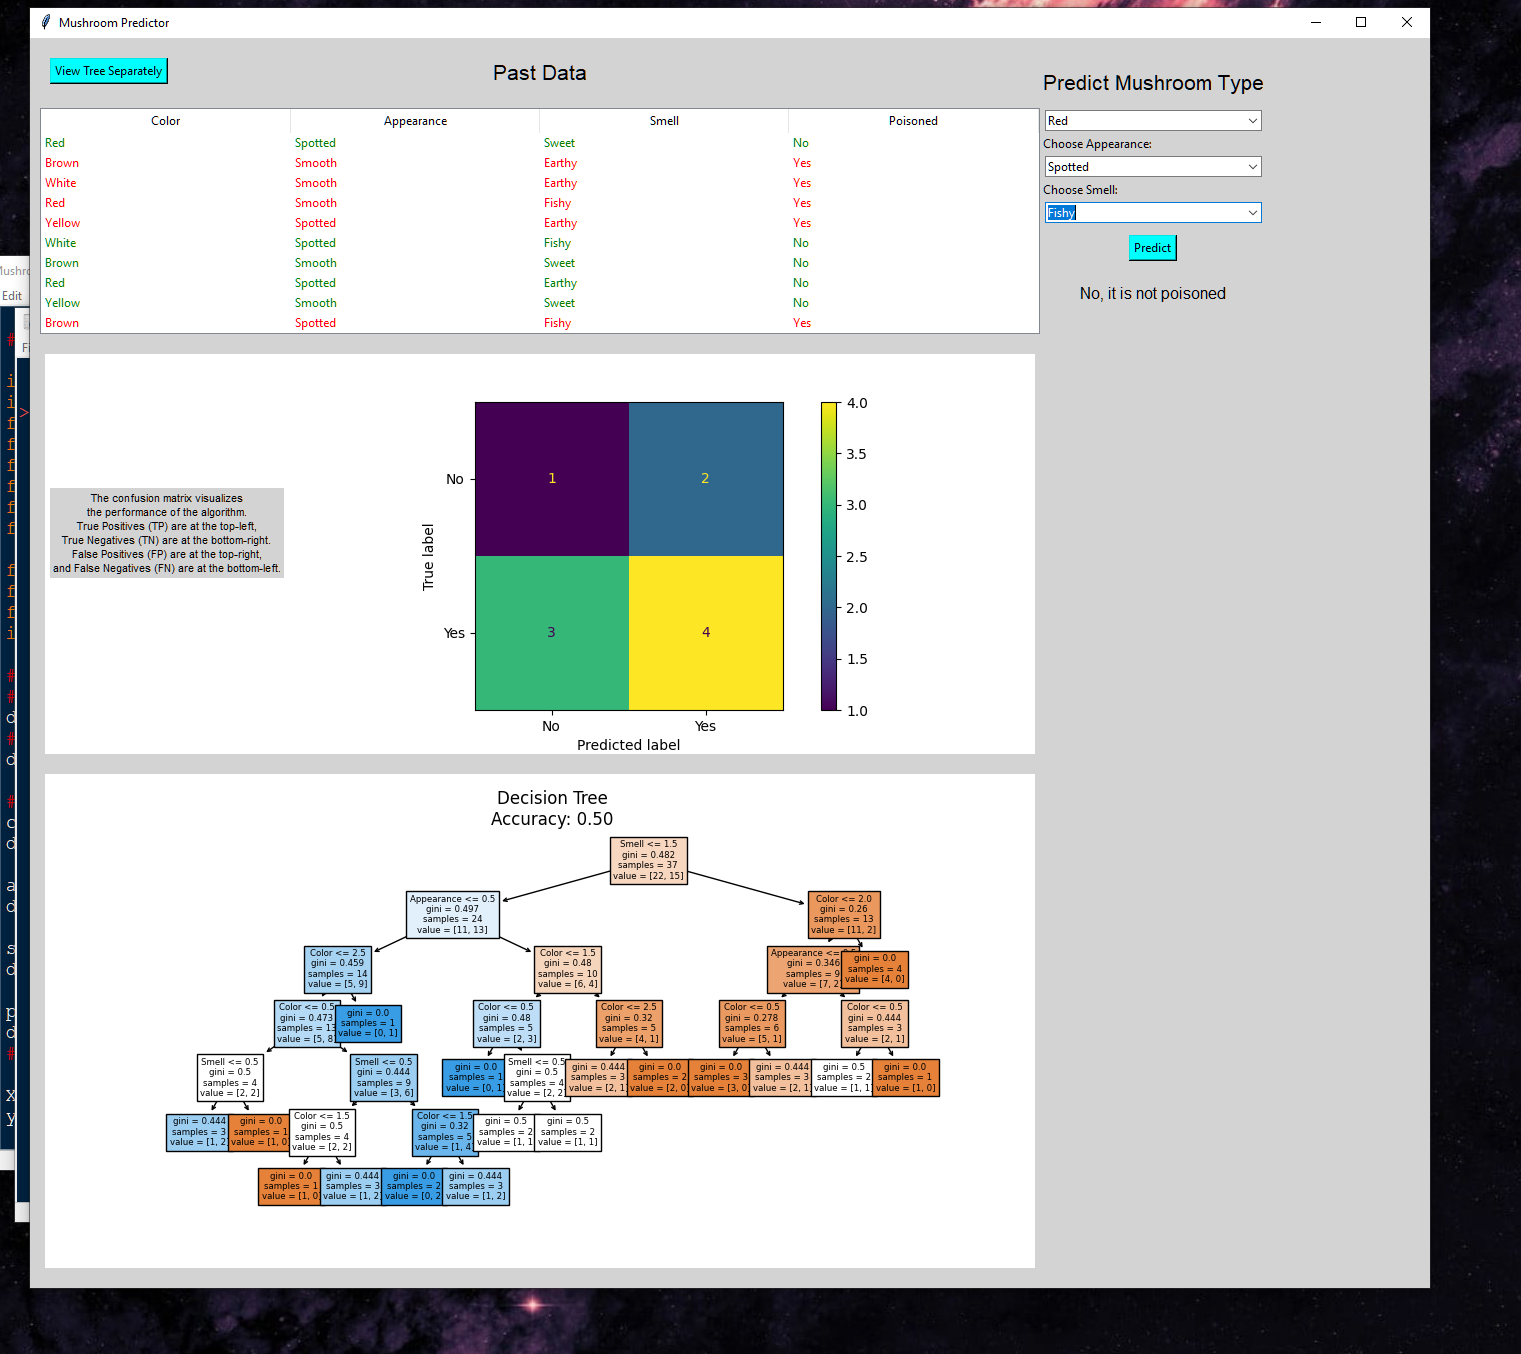 Mushroom Predictor
View Tree Separately
Past Data
Color Appearance Smell Poisoned
Red Spotted Sweet No
Brown Smooth Earthy Yes
White Smooth Earthy Yes
Red Smooth Fishy Yes
Yellow Spotted Earthy Yes
White Spotted Fishy No
Brown Smooth Sweet No
Red Spotted Earthy No
Yellow Smooth Sweet No
Brown Spotted Fishy Yes
Predict Mushroom Type
Red
Choose Appearance:
Spotted
Choose Smell:
Fishy
Predict
No, it is not poisoned
Edit
The confusion matrix visualizes
the performance of the algorithm.
True Positives (TP) are at the top-left,
True Negatives (TN) are at the bottom-right.
False Positives (FP) are at the top-right,
and False Negatives (FN) are at the bottom-left.
True label
No
Yes
1 2
3 4
No Yes
Predicted label
4.0
3.5
3.0
2.5
2.0
1.5
1.0
Decision Tree
Accuracy: 0.50
Smell <= 1.5
gini = 0.482
samples = 37
value = [22, 15]
Appearance <= 0.5
gini = 0.497
samples = 24
value = [11, 13]
Color <= 2.0
gini = 0.26
samples = 13
value = [11, 2]
Color <= 2.5
gini = 0.459
samples = 14
value = [5, 9]
Color <= 1.5
gini = 0.48
samples = 10
value = [6, 4]
Appearance <=
gini = 0.346
samples = 9
value = [7, 2
gini = 0.0
samples = 4
value = [4, 0]
Color <= 0.5
gini = 0.473
samples = 13
value = [5, 8]
gini = 0.0
samples = 1
value = [0, 1]
Color <= 0.5
gini = 0.48
samples = 5
value = [2, 3]
Color <= 2.5
gini = 0.32
samples = 5
value = [4, 1]
Color <= 0.5
gini = 0.278
samples = 6
value = [5, 1]
Color <= 0.5
gini = 0.444
samples = 3
value = [2, 1]
Smell <= 0.5
gini = 0.5
samples = 4
value = [2, 2]
Smell <= 0.5
gini = 0.444
samples = 9
value = [3, 6]
gini = 0.0
samples = 1
value = [0, 1
Smell <= 0.5
gini = 0.5
samples = 4
value = [2, 2
gini = 0.444
samples = 3
value = [2, 1
gini = 0.0
samples = 2
value = [2, 0
gini = 0.0
samples = 3
value = [3, 0
gini = 0.444
samples = 3
value = [2, 1
gini = 0.5
samples = 2
value = [1, 1
gini = 0.0
samples = 1
value = [1, 0]
gini = 0.444
samples = 3
value = [1, 2
gini = 0.0
samples = 1
value = [1, 0
Color <= 1.5
gini = 0.5
samples = 4
value = [2, 2]
Color <= 1.5
gini = 0.32
samples = 5
value = [1, 4
gini = 0.5
samples = 2
value = [1, 1
gini = 0.5
samples = 2
value = [1, 1]
gini = 0.0
samples = 1
value = [1, 0
gini = 0.444
samples = 3
value = [1, 2
gini = 0.0
samples = 2
value = [0, 2
gini = 0.444
samples = 3
value = [1, 2]